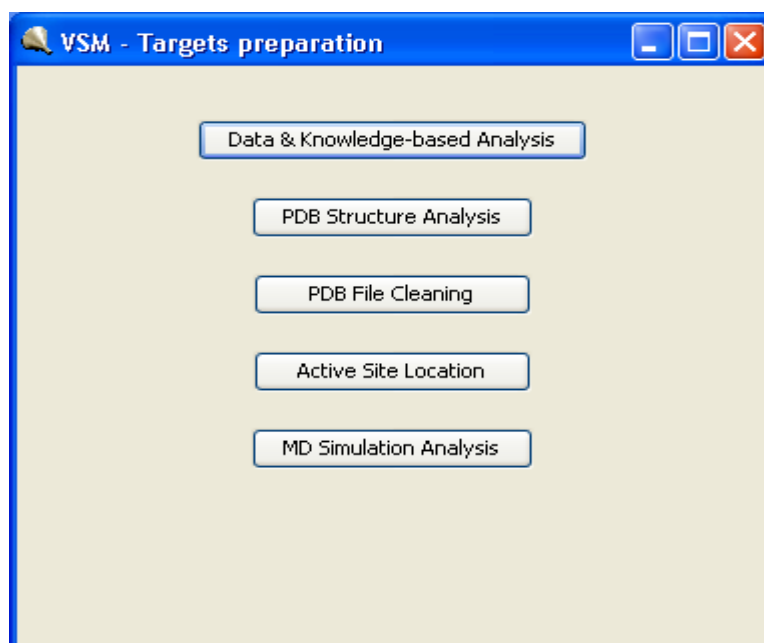 VSM - Targets preparation
Data & Knowledge-based Analysis
PDB Structure Analysis
PDB File Cleaning
Active Site Location
MD Simulation Analysis